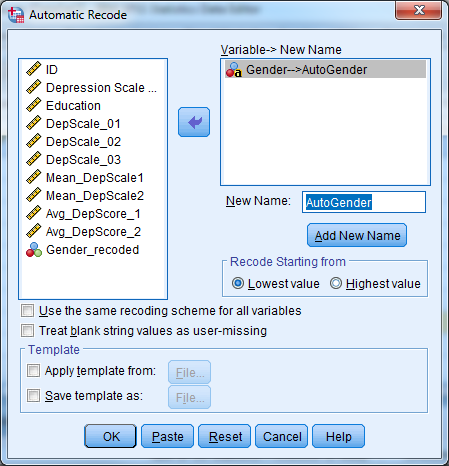 Automatic Recode
Variable-> New Name
ID
Depression Scale ...
Education
DepScale_01
DepScale_02
DepScale_03
Mean_DepScale1
Mean_DepScale2
Avg_DepScore_1
Avg_DepScore_2
Gender_recoded
Gender-->AutoGender
New Name:
AutoGender
Add New Name
Recode Starting from
Lowest value
Highest value
Use the same recoding scheme for all variables
Treat blank string values as user-missing
Template
Apply template from:
File...
Save template as:
File...
OK
Paste
Reset
Cancel
Help